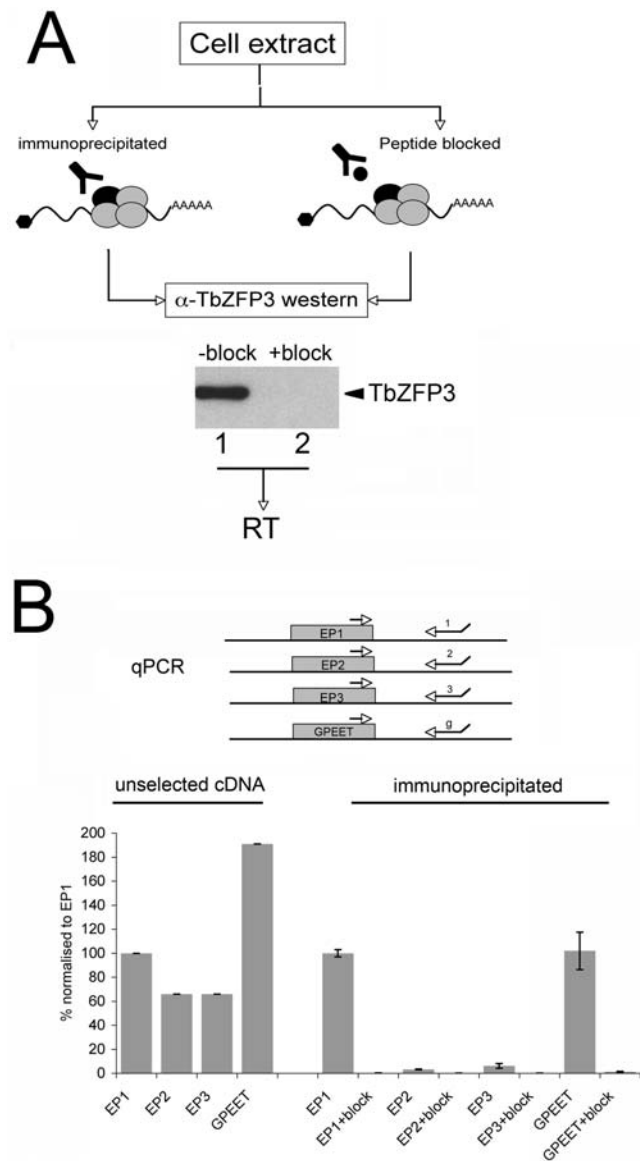 A
Cell extract
immunoprecipitated
Peptide blocked
AAAAA
AAAAA
α-TbZFP3 western
-block +block
TbZFP3
1 2
RT
B
qPCR
EP1
1
EP2
2
EP3
3
GPEET
g
unselected cDNA
immunoprecipitated
% normalised to EP1
200
180
160
140
120
100
80
60
40
20
0
EP1
EP2
EP3
GPEET
EP1
EP1+block
EP2
EP2+block
EP3
EP3+block
GPEET
GPEET+block